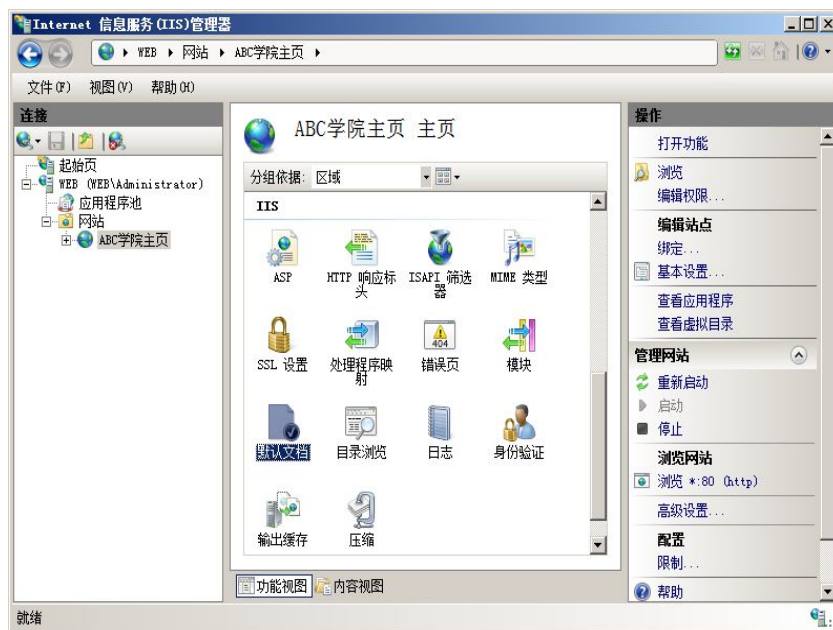 Internet 信息服务(IIS)管理器
WEB 网站 ABC学院主页
文件(F) 视图(V) 帮助(H)
连接
起始页
WEB (WEB\Administrator)
应用程序池
网站
ABC学院主页
ABC学院主页 主页
分组依据: 区域
IIS
ASP
HTTP 响应标
头
ISAPI 筛选
器
MIME 类型
SSL 设置
处理程序映
射
错误页
404
模块
默认文档
目录浏览
日志
身份验证
输出缓存
压缩
功能视图 内容视图
操作
打开功能
浏览
编辑权限...
编辑站点
绑定...
基本设置...
查看应用程序
查看虚拟目录
管理网站
重新启动
启动
停止
浏览网站
浏览 *:80 (http)
高级设置...
配置
限制...
帮助
就绪